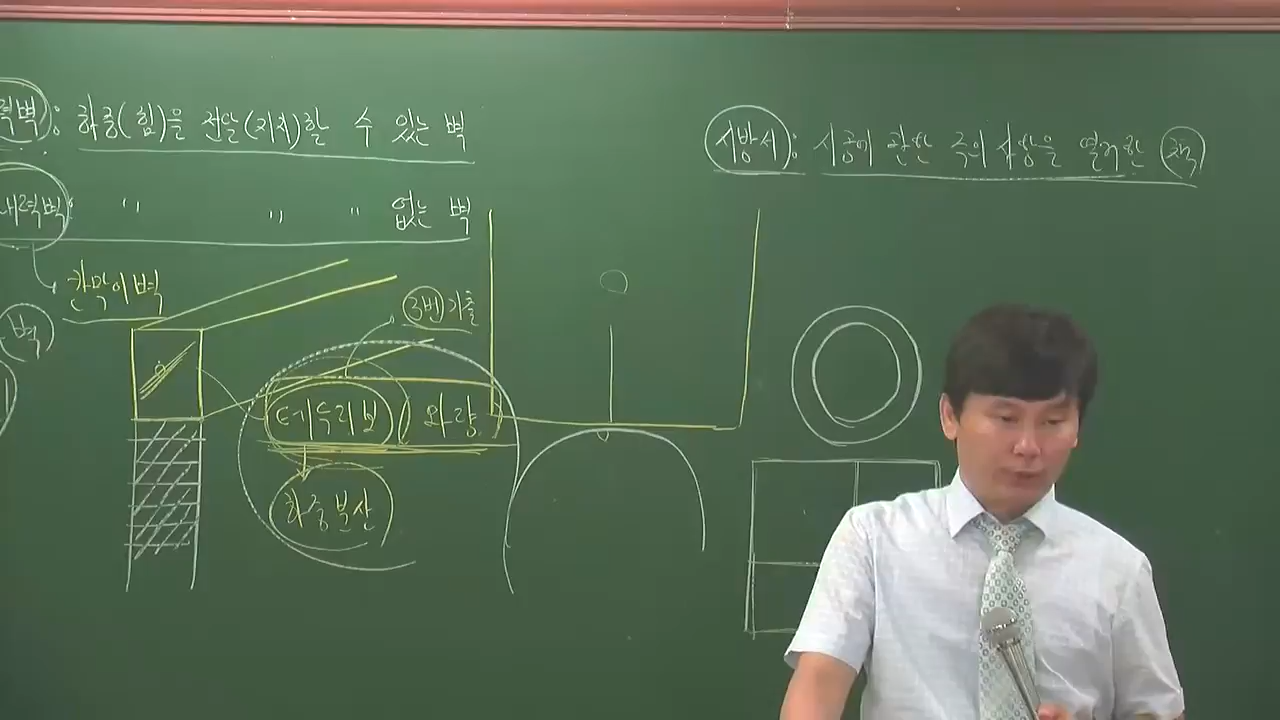 력벽: 하중(힘)을 전달(지지)할 수 있는 벽
내력벽: " " " 없는 벽
칸막이벽
벽
3번 기출
테두리보 / 와량
하중분산
시방서: 시공에 관한 주의사항을 열거한 책